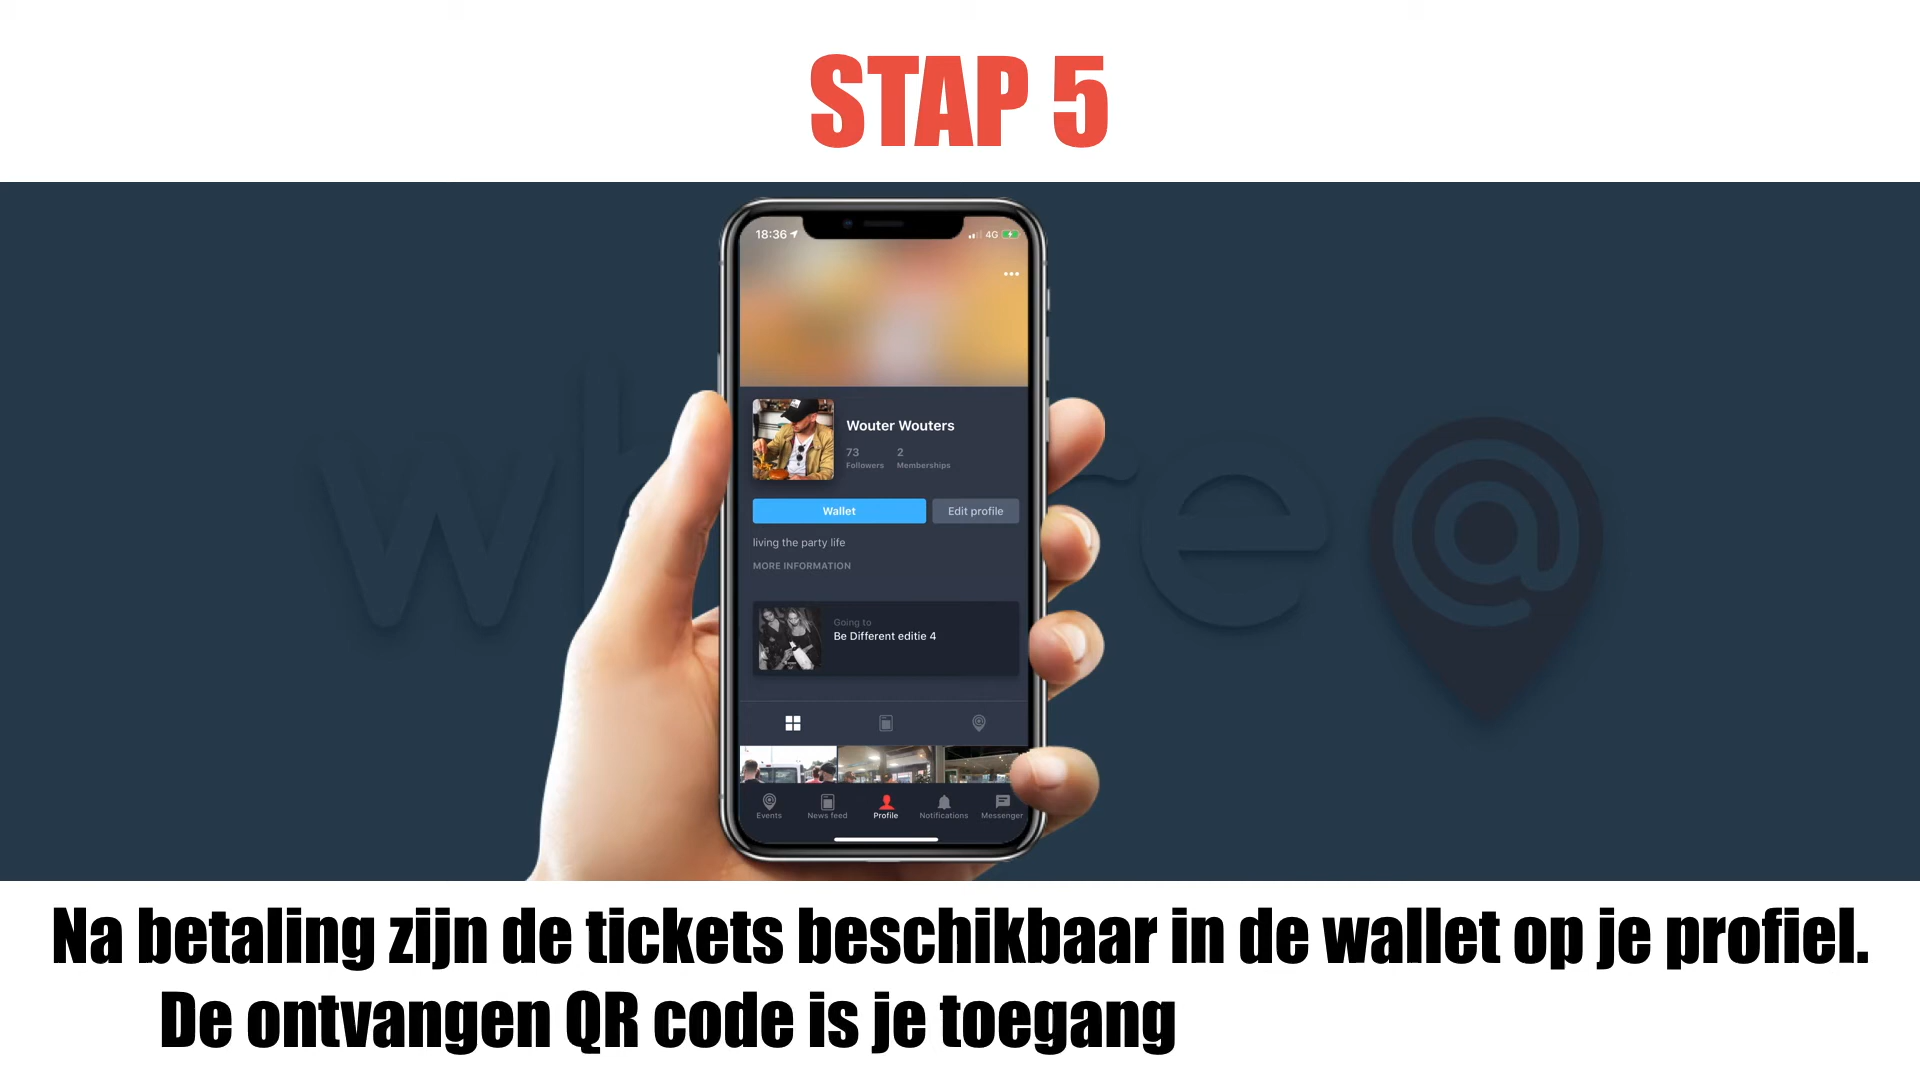 STAP 5
18:36
4G
Wouter Wouters
73 2
Followers Memberships
Wallet Edit profile
living the party life
MORE INFORMATION
Going to
Be Different editie 4
Events News feed Profile Notifications Messenger
where@
Na betaling zijn de tickets beschikbaar in de wallet op je profiel.
De ontvangen QR code is je toegang